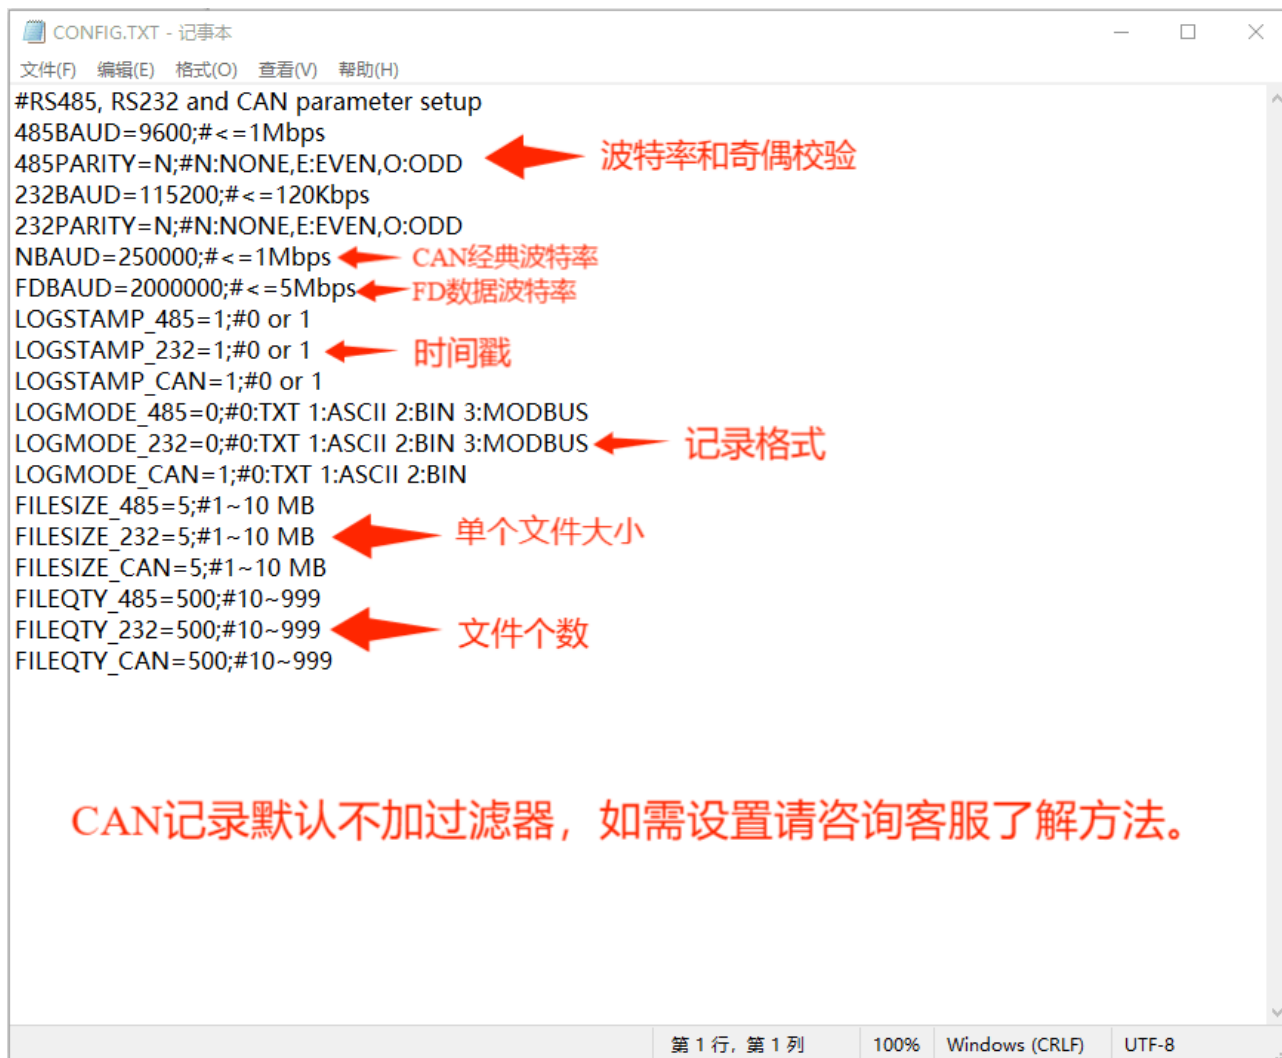 CONFIG.TXT - 记事本
文件(F) 编辑(E) 格式(O) 查看(V) 帮助(H)
#RS485, RS232 and CAN parameter setup
485BAUD=9600;#<=1Mbps
485PARITY=N;#N:NONE,E:EVEN,O:ODD
波特率和奇偶校验
232BAUD=115200;#<=120Kbps
232PARITY=N;#N:NONE,E:EVEN,O:ODD
NBAUD=250000;#<=1Mbps
CAN经典波特率
FDBAUD=2000000;#<=5Mbps
FD数据波特率
LOGSTAMP_485=1;#0 or 1
LOGSTAMP_232=1;#0 or 1
时间戳
LOGSTAMP_CAN=1;#0 or 1
LOGMODE_485=0;#0:TXT 1:ASCII 2:BIN 3:MODBUS
LOGMODE_232=0;#0:TXT 1:ASCII 2:BIN 3:MODBUS
记录格式
LOGMODE_CAN=1;#0:TXT 1:ASCII 2:BIN
FILESIZE_485=5;#1~10 MB
FILESIZE_232=5;#1~10 MB
单个文件大小
FILESIZE_CAN=5;#1~10 MB
FILEQTY_485=500;#10~999
FILEQTY_232=500;#10~999
文件个数
FILEQTY_CAN=500;#10~999
CAN记录默认不加过滤器，如需设置请咨询客服了解方法。
第 1 行，第 1 列 100% Windows (CRLF) UTF-8